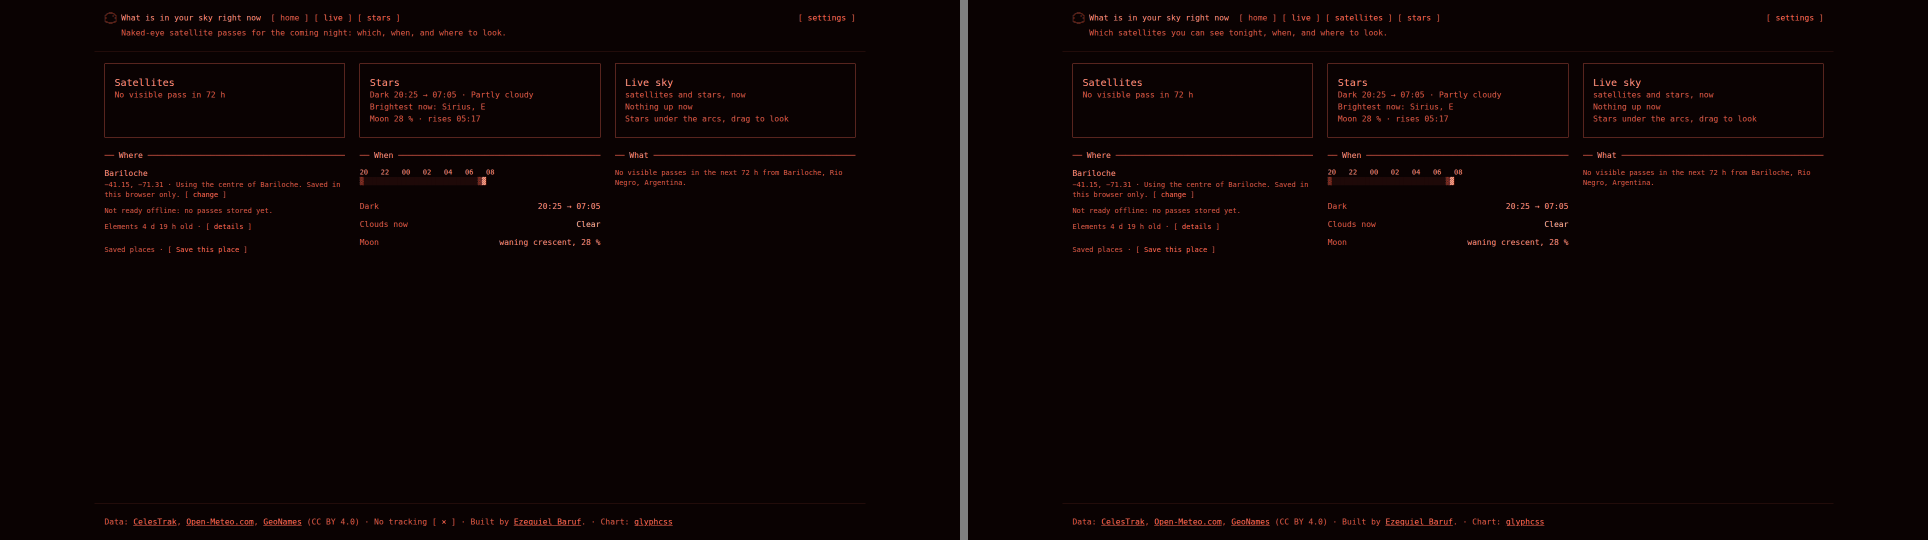 What is in your sky right now [ home ] [ live ] [ stars ] [ settings ]
Naked-eye satellite passes for the coming night: which, when, and where to look.
Satellites
No visible pass in 72 h
Stars
Dark 20:25 → 07:05 · Partly cloudy
Brightest now: Sirius, E
Moon 28 % · rises 05:17
Live sky
satellites and stars, now
Nothing up now
Stars under the arcs, drag to look
Where
Bariloche
−41.15, −71.31 · Using the centre of Bariloche. Saved in
this browser only. [ change ]
Not ready offline: no passes stored yet.
Elements 4 d 19 h old · [ details ]
Saved places · [ Save this place ]
When
20 22 00 02 04 06 08
Dark 20:25 → 07:05
Clouds now Clear
Moon waning crescent, 28 %
What
No visible passes in the next 72 h from Bariloche, Rio
Negro, Argentina.
Data: CelesTrak, Open-Meteo.com, GeoNames (CC BY 4.0) · No tracking [ × ] · Built by Ezequiel Baruf. · Chart: glyphcss
What is in your sky right now [ home ] [ live ] [ satellites ] [ stars ] [ settings ]
Which satellites you can see tonight, when, and where to look.
Satellites
No visible pass in 72 h
Stars
Dark 20:25 → 07:05 · Partly cloudy
Brightest now: Sirius, E
Moon 28 % · rises 05:17
Live sky
satellites and stars, now
Nothing up now
Stars under the arcs, drag to look
Where
Bariloche
−41.15, −71.31 · Using the centre of Bariloche. Saved in
this browser only. [ change ]
Not ready offline: no passes stored yet.
Elements 4 d 19 h old · [ details ]
Saved places · [ Save this place ]
When
20 22 00 02 04 06 08
Dark 20:25 → 07:05
Clouds now Clear
Moon waning crescent, 28 %
What
No visible passes in the next 72 h from Bariloche, Rio
Negro, Argentina.
Data: CelesTrak, Open-Meteo.com, GeoNames (CC BY 4.0) · Built by Ezequiel Baruf. · Chart: glyphcss